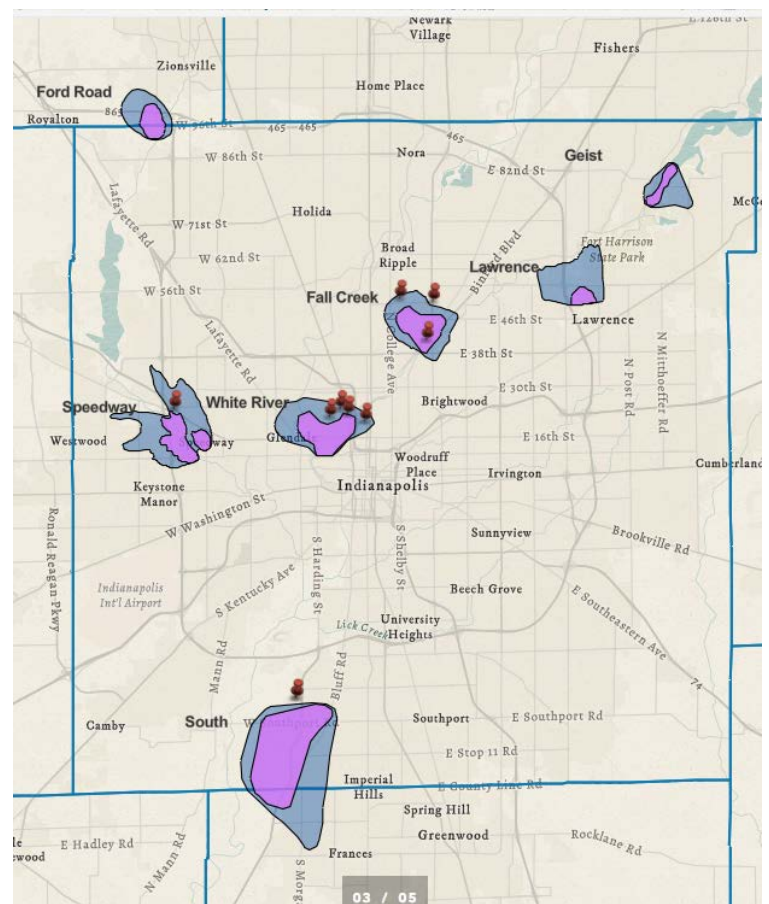 Newark
Village
E 126th St
Fishers
Zionsville
Home Place
Ford Road
865
Royalton
W 96th St
465
465
465
W 86th St
Nora
E 82nd St
Geist
Lafayette Rd
Holida
W 71st St
Broad
Ripple
Fort Harrison
State Park
W 62nd St
Lawrence
W 56th St
Fall Creek
Lawrence
E 46th St
N College Ave
Lafayette Rd
E 38th St
N Post Rd
N Mitthoeffer Rd
E 30th St
Speedway
White River
Brightwood
Westwood
E 16th St
Woodruff
Place
Cumberland
Keystone
Manor
Indianapolis
Irvington
W Washington St
Sunnyview
Brookville Rd
Ronald Reagan Pkwy
S Harding St
S Shelby St
Indianapolis
Int'l Airport
S Kentucky Ave
Beech Grove
E Southeastern Ave
University
Heights
Lick Creek
Mann Rd
Bluff Rd
74
South
Camby
Southport
E Southport Rd
E Stop 11 Rd
Imperial
Hills
E County Line Rd
Spring Hill
Greenwood
Rocklane Rd
E Hadley Rd
N Mann Rd
Frances
S Morga
03 / 05